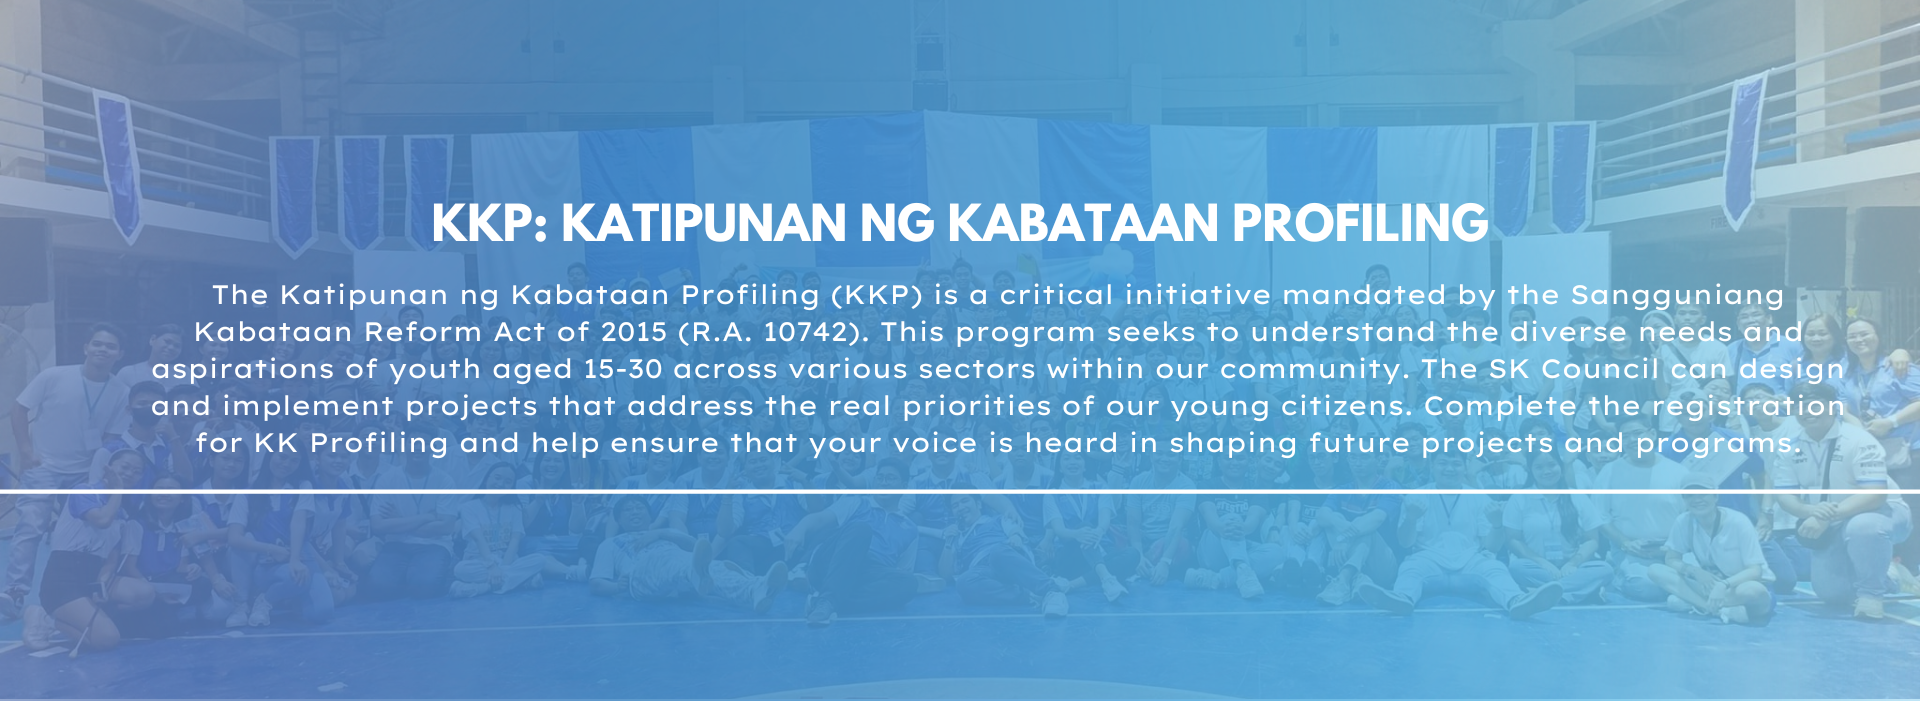 KKP: KATIPUNAN NG KABATAAN PROFILING
The Katipunan ng Kabataan Profiling (KKP) is a critical initiative mandated by the Sangguniang
Kabataan Reform Act of 2015 (R.A. 10742). This program seeks to understand the diverse needs and
aspirations of youth aged 15-30 across various sectors within our community. The SK Council can design
and implement projects that address the real priorities of our young citizens. Complete the registration
for KK Profiling and help ensure that your voice is heard in shaping future projects and programs.